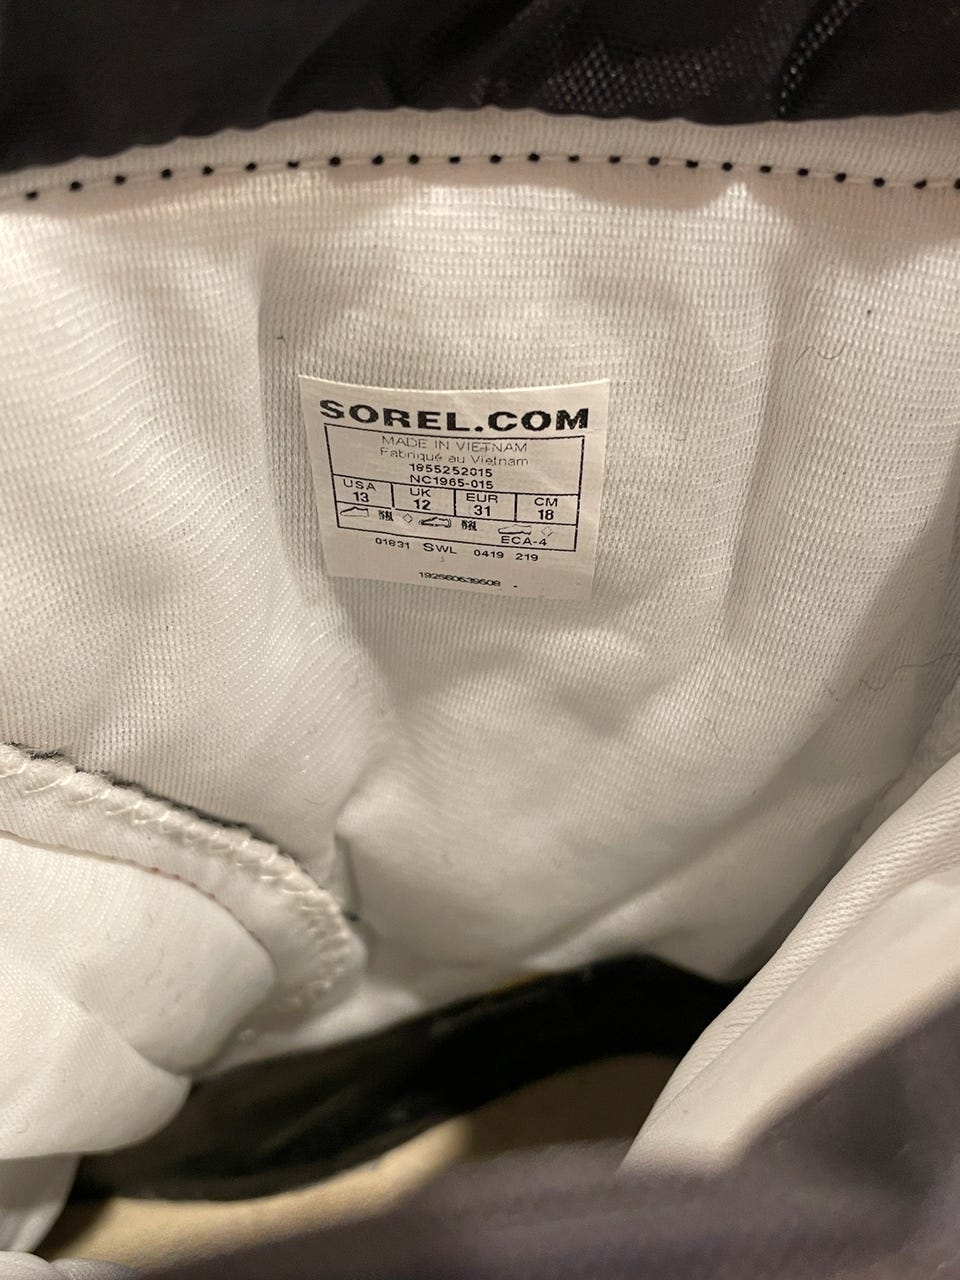 SOREL.COM
MADE IN VIETNAM
Fabriqué au Vietnam
1855252015
NC1965-015
USA UK EUR CM
13 12 31 18
ECA-4
01831 SWL 0419 219
192660639608